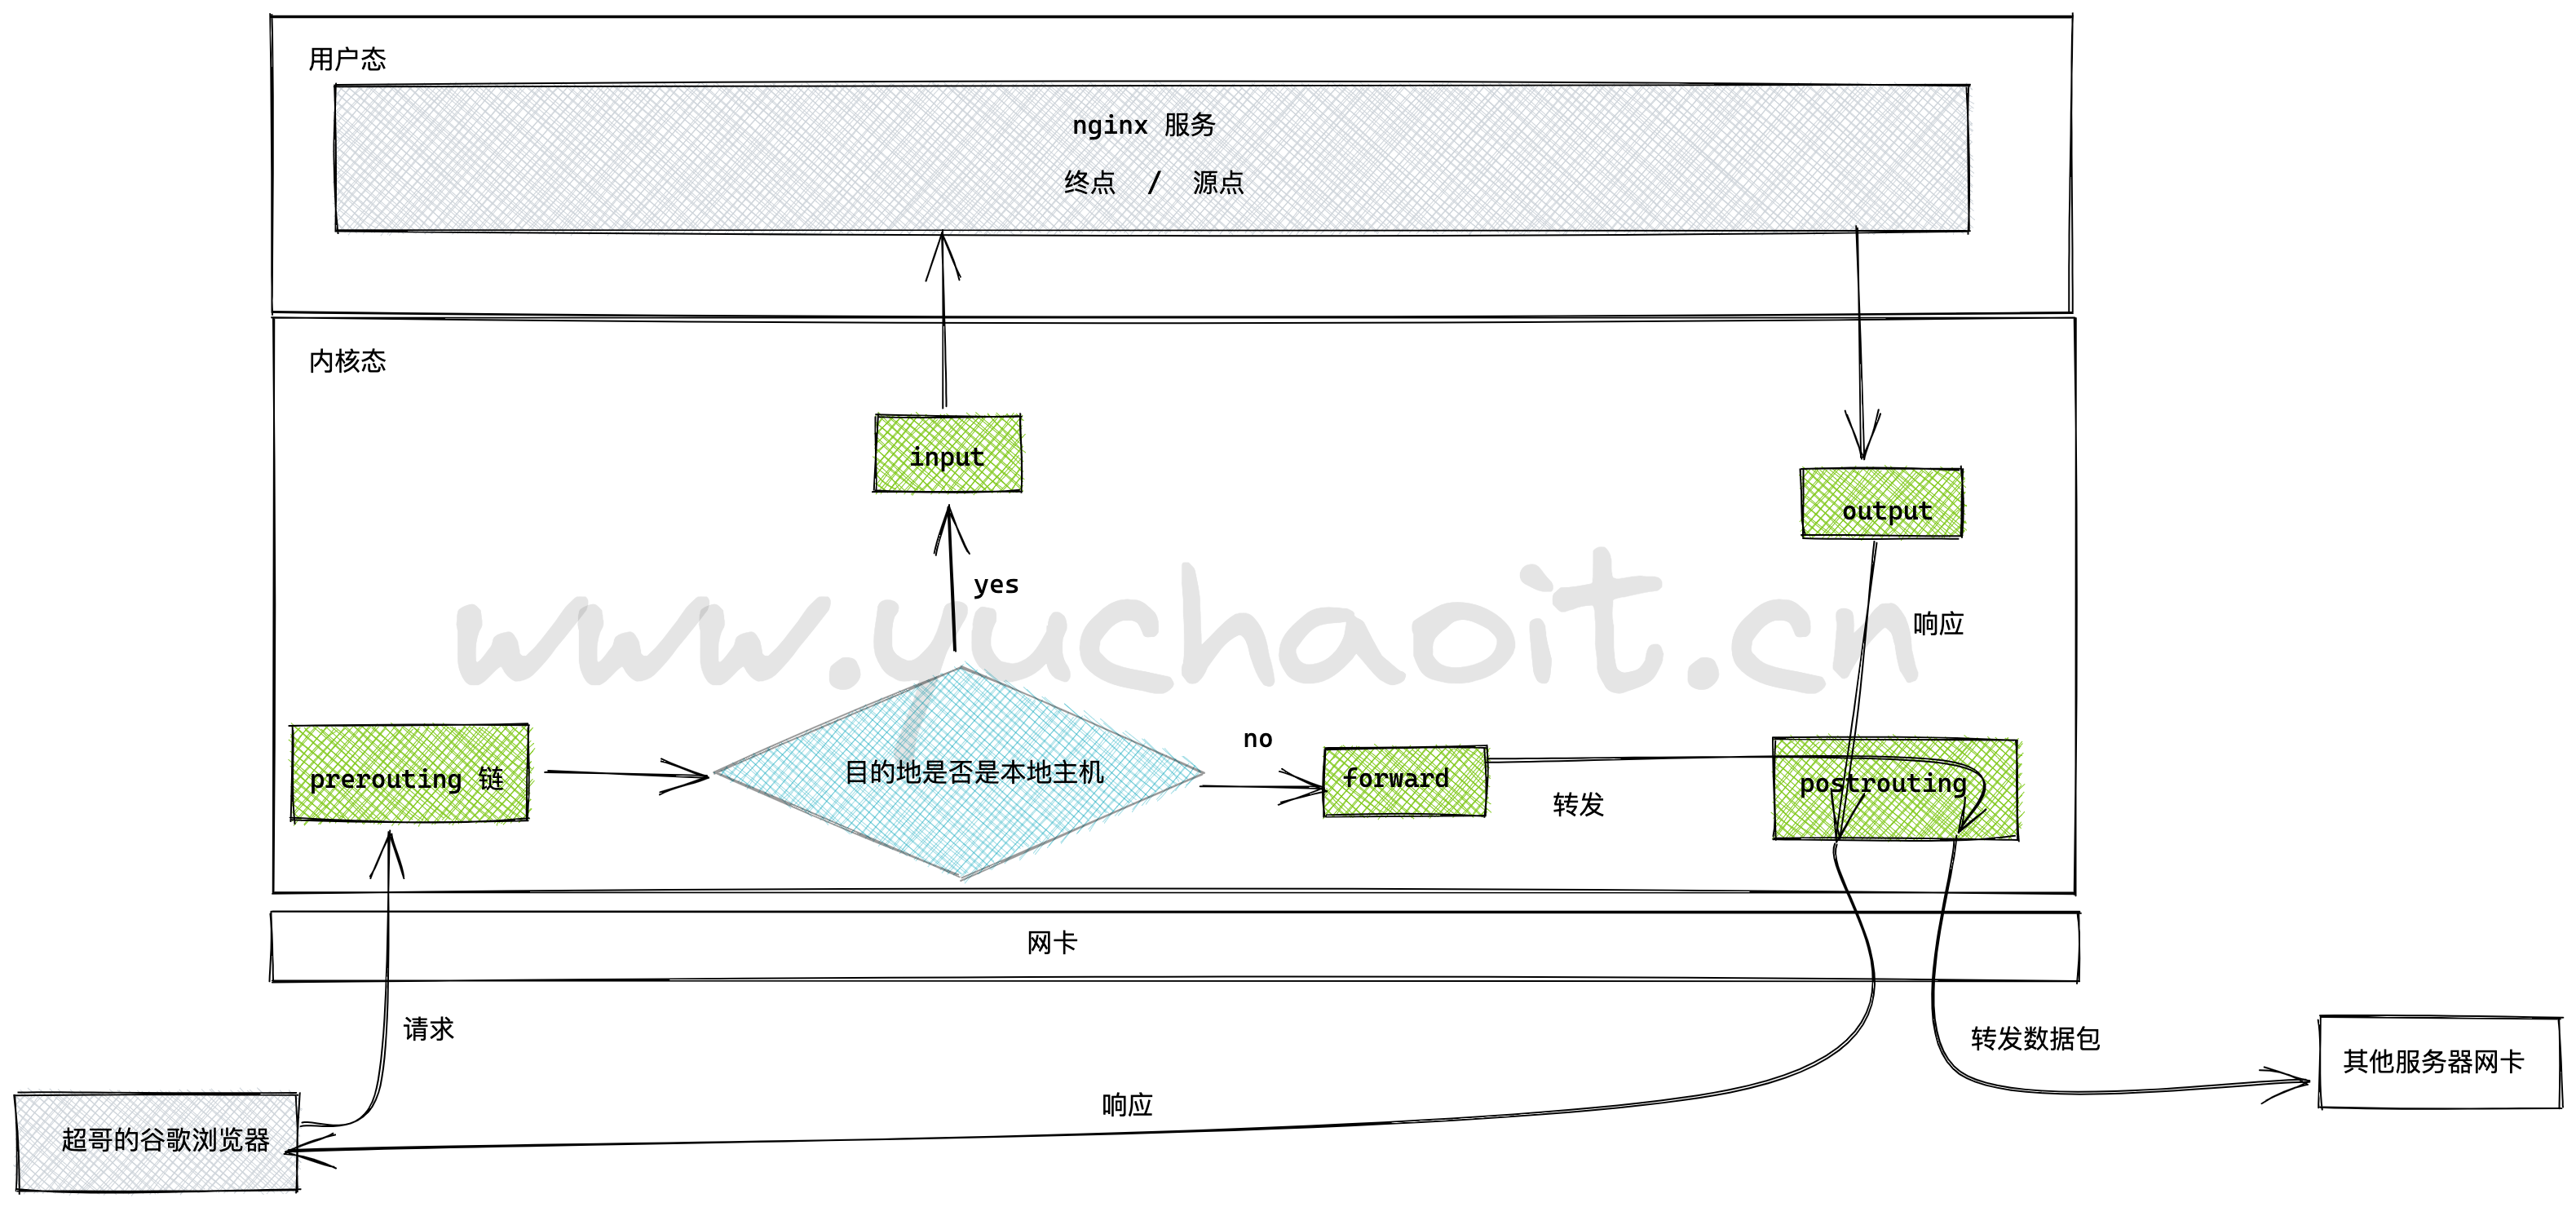 用户态
nginx 服务
终点 / 源点
内核态
input
output
yes
响应
www.yuchaoit.cn
prerouting 链
目的地是否是本地主机
no
forward
转发
postrouting
网卡
请求
转发数据包
其他服务器网卡
响应
超哥的谷歌浏览器